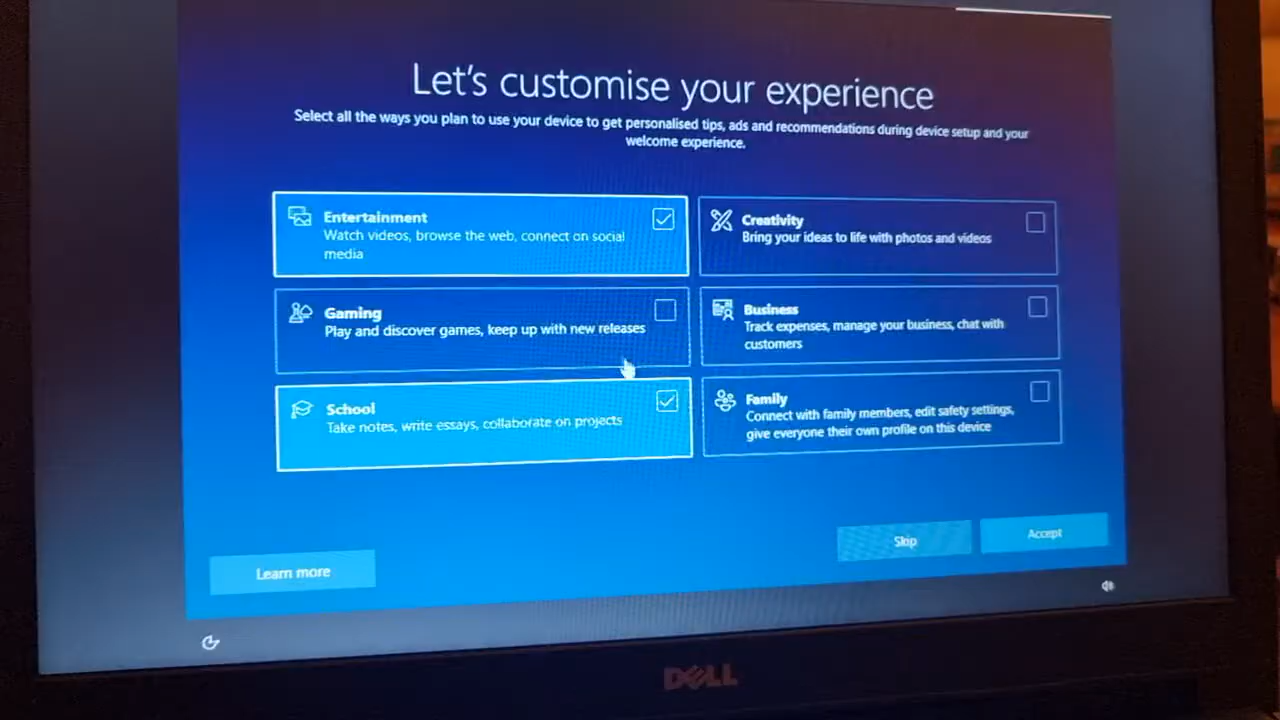 Let's customise your experience
Select all the ways you plan to use your device to get personalised tips, ads and recommendations during device setup and your
welcome experience.
Entertainment
Watch videos, browse the web, connect on social
media
Creativity
Bring your ideas to life with photos and videos
Gaming
Play and discover games, keep up with new releases
Business
Track expenses, manage your business, chat with
customers
School
Take notes, write essays, collaborate on projects
Family
Connect with family members, edit safety settings,
give everyone their own profile on this device
Learn more
Skip
Accept
DELL